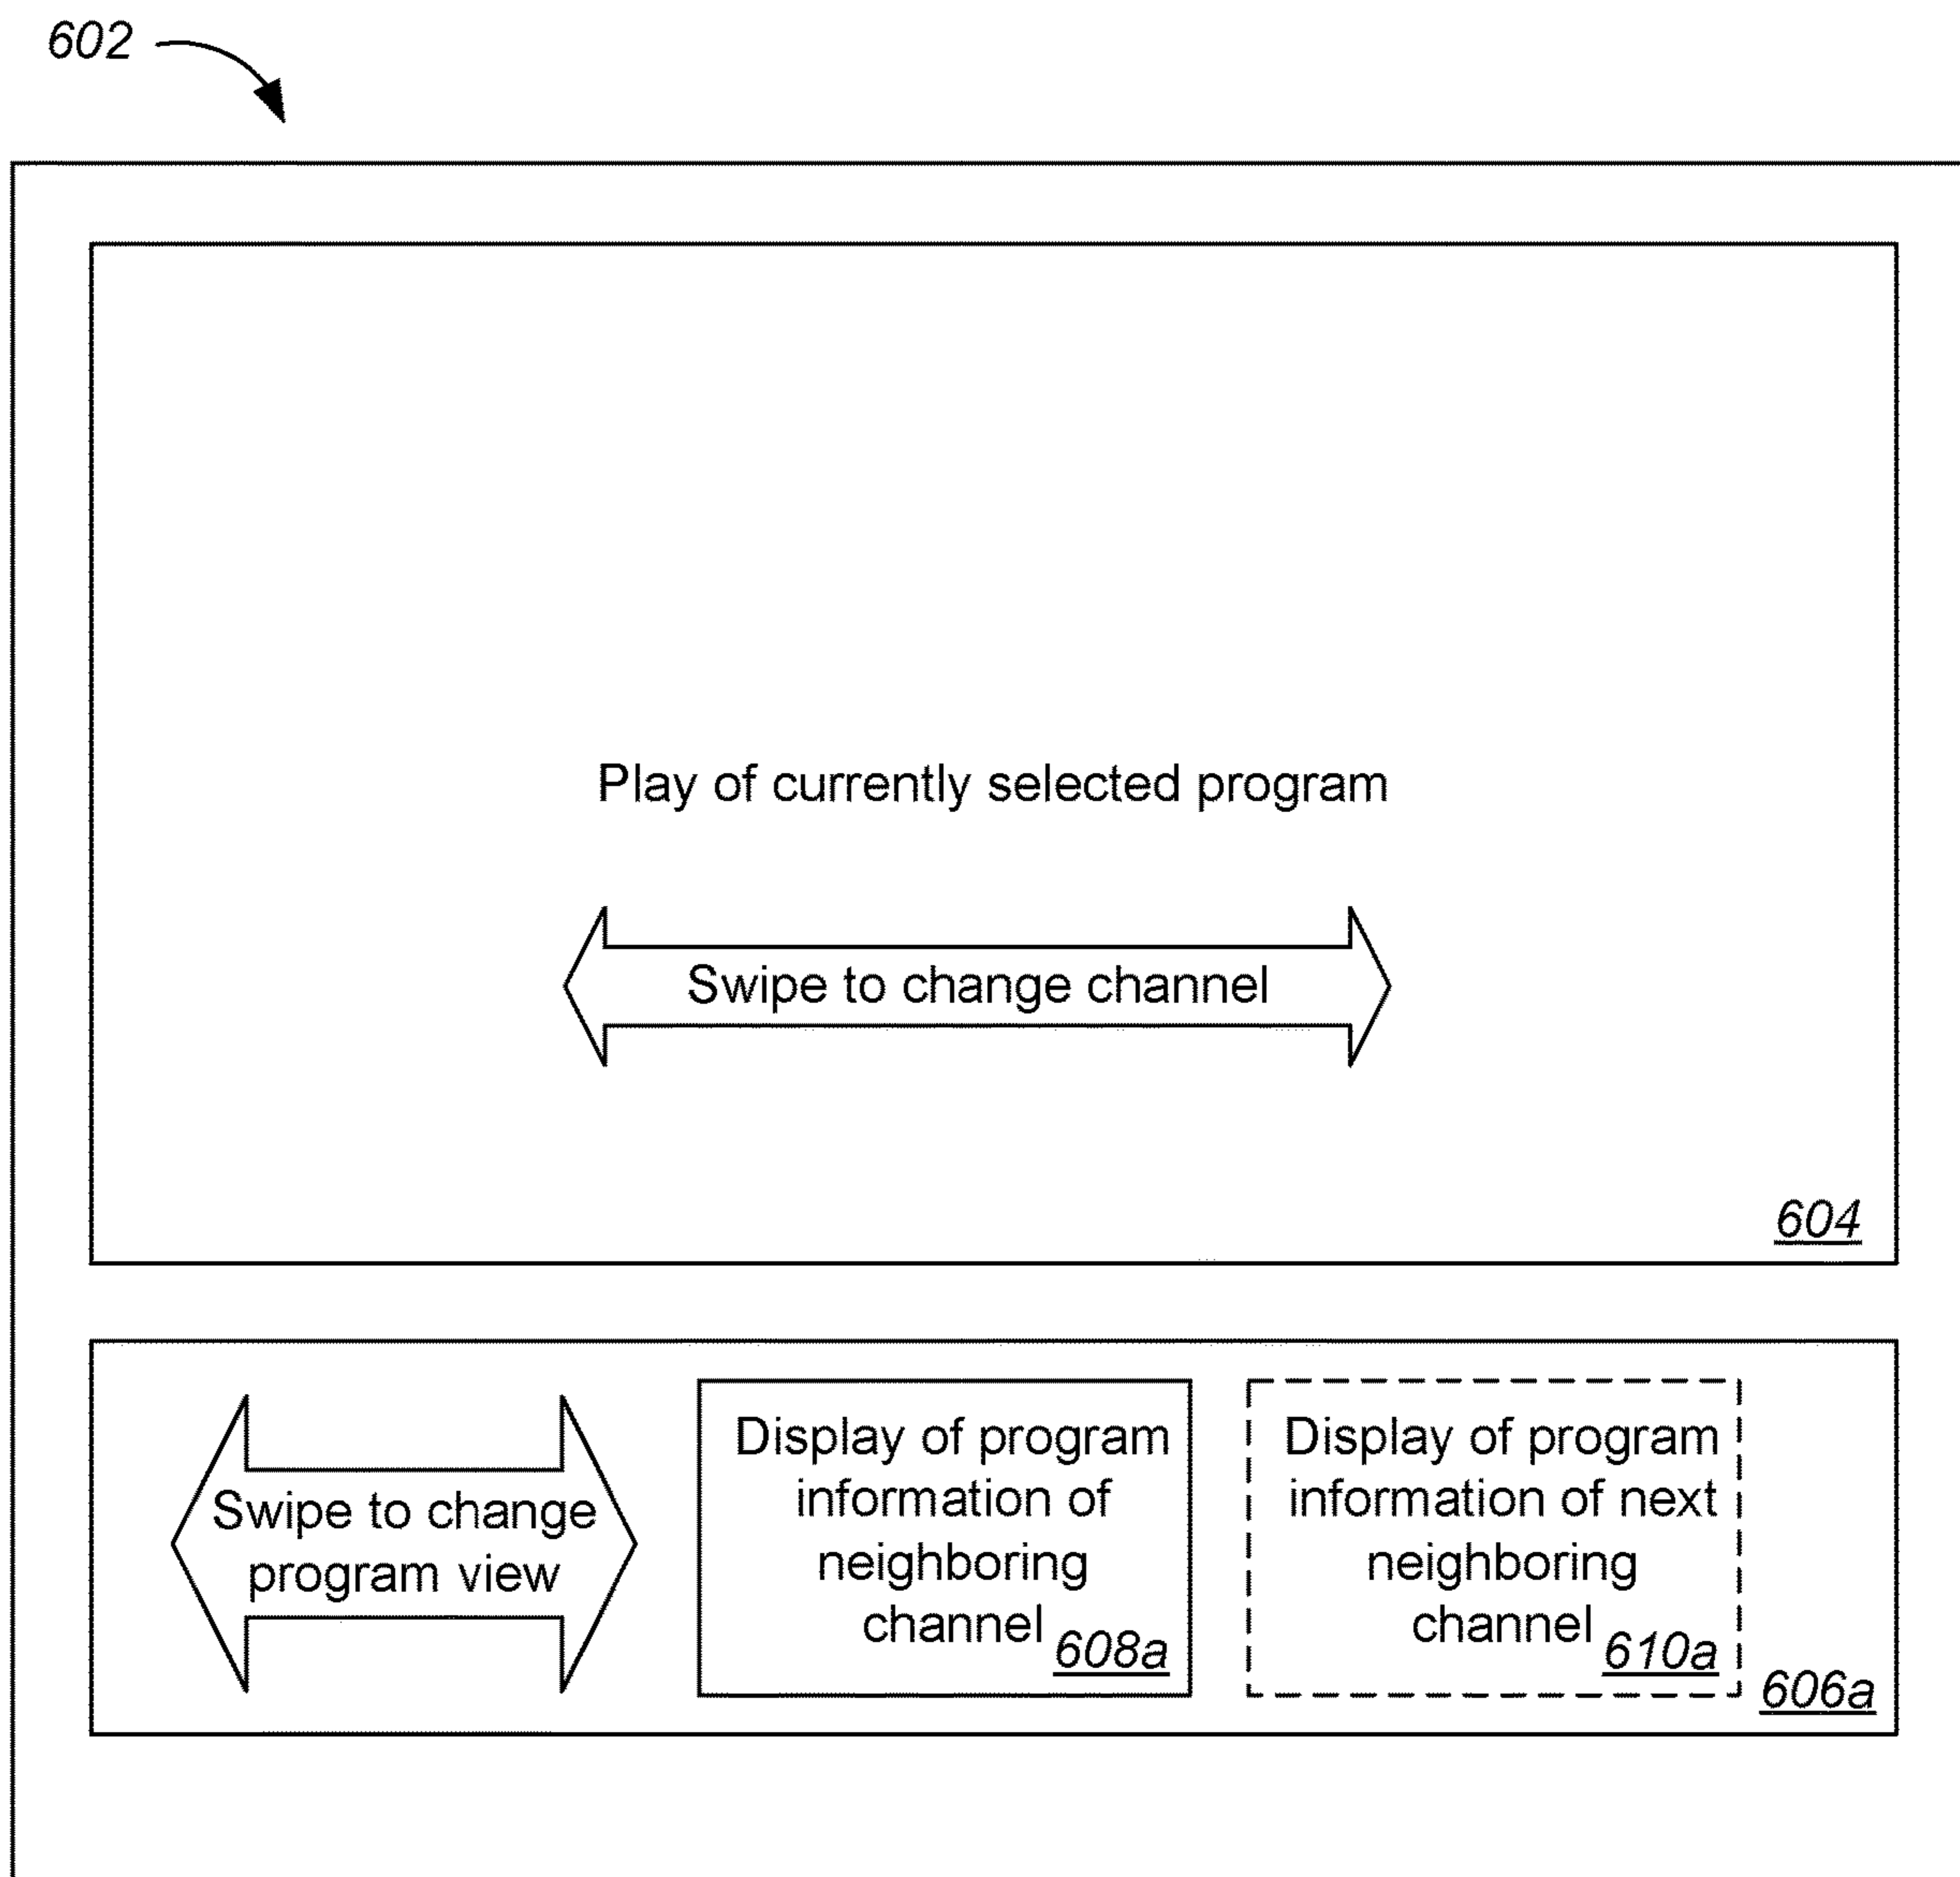 602
Play of currently selected program
Swipe to change channel
604
Swipe to change
program view
Display of program
information of
neighboring
channel 608a
Display of program
information of next
neighboring
channel 610a
606a